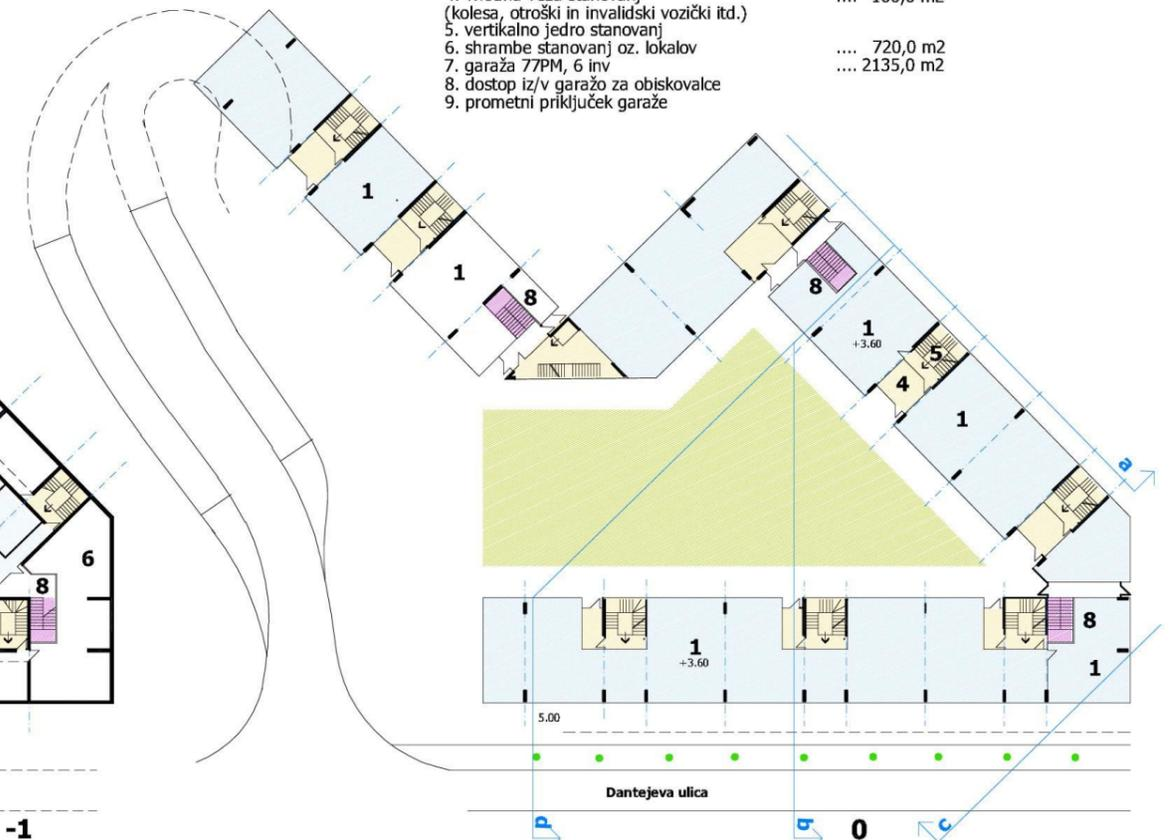 (kolesa, otroški in invalidski vozički itd.)
5. vertikalno jedro stanovanj
6. shrambe stanovanj oz. lokalov .... 720,0 m2
7. garaža 77PM, 6 inv .... 2135,0 m2
8. dostop iz/v garažo za obiskovalce
9. prometni priključek garaže
1
1
8
8
1
+3.60
5
4
1
a
6
8
8
1
+3.60
1
5.00
Dantejeva ulica
-1
d
b
0
c